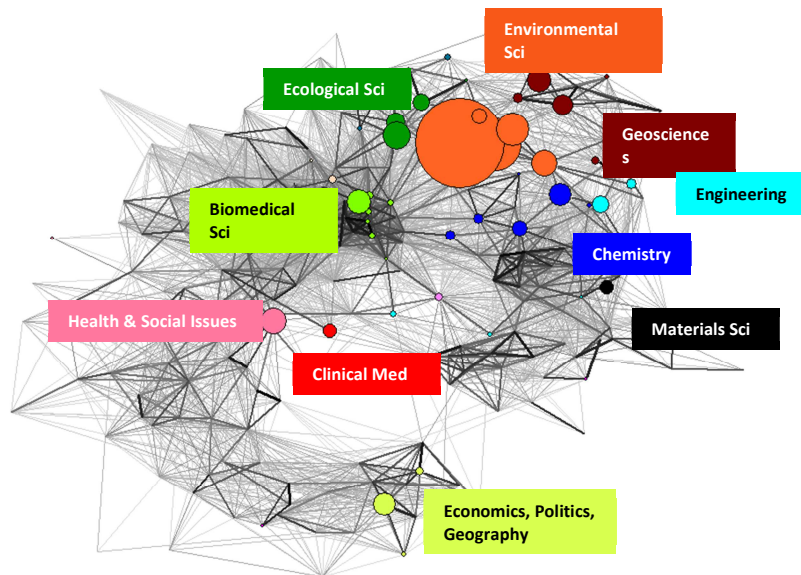 Environmental
Sci
Ecological Sci
Geoscience
s
Engineering
Biomedical
Sci
Chemistry
Health & Social Issues
Materials Sci
Clinical Med
Economics, Politics,
Geography